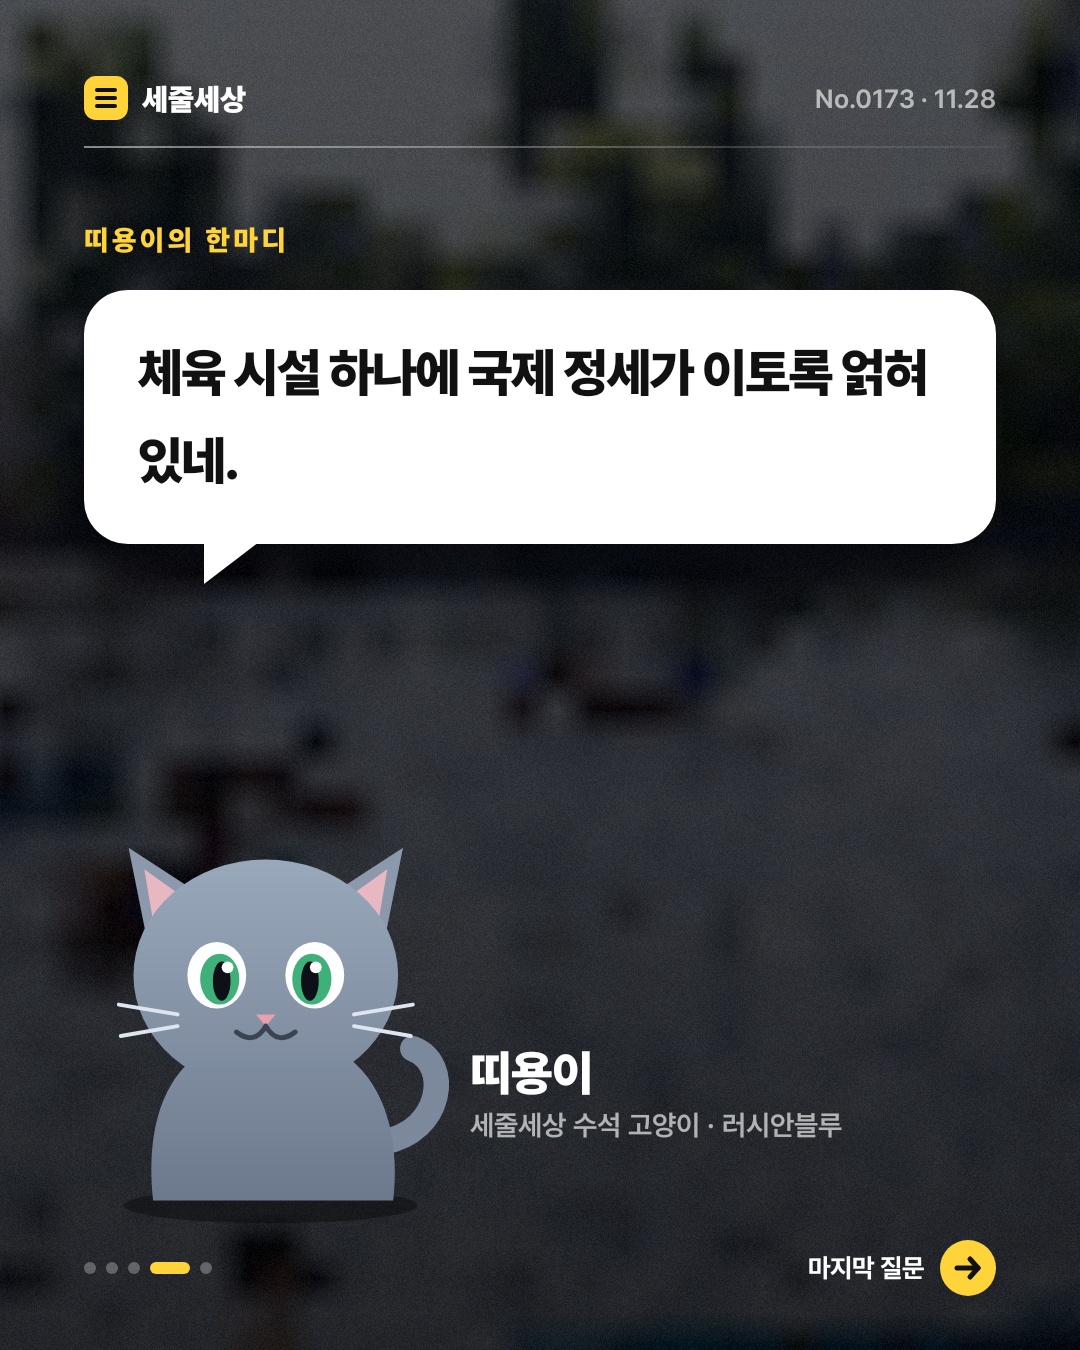 세줄세상
No.0173 · 11.28
띠용이의 한마디
체육 시설 하나에 국제 정세가 이토록 얽혀
있네.
띠용이
세줄세상 수석 고양이 · 러시안블루
마지막 질문